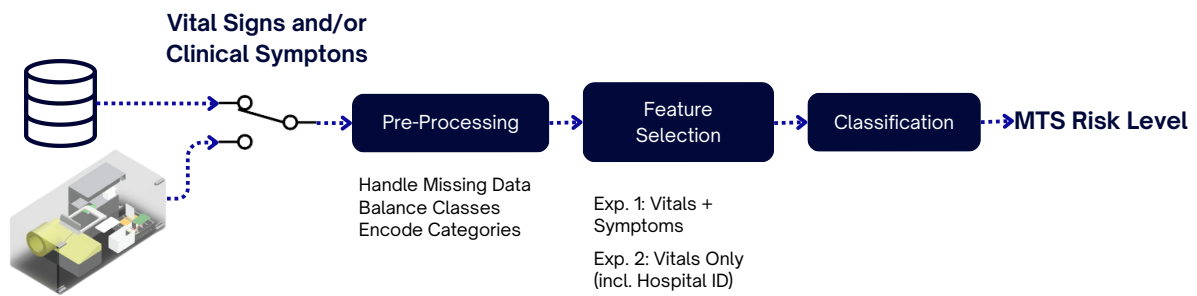 Vital Signs and/or
Clinical Symptons
Pre-Processing
Feature
Selection
Classification
MTS Risk Level
Handle Missing Data
Balance Classes
Encode Categories
Exp. 1: Vitals +
Symptoms
Exp. 2: Vitals Only
(incl. Hospital ID)